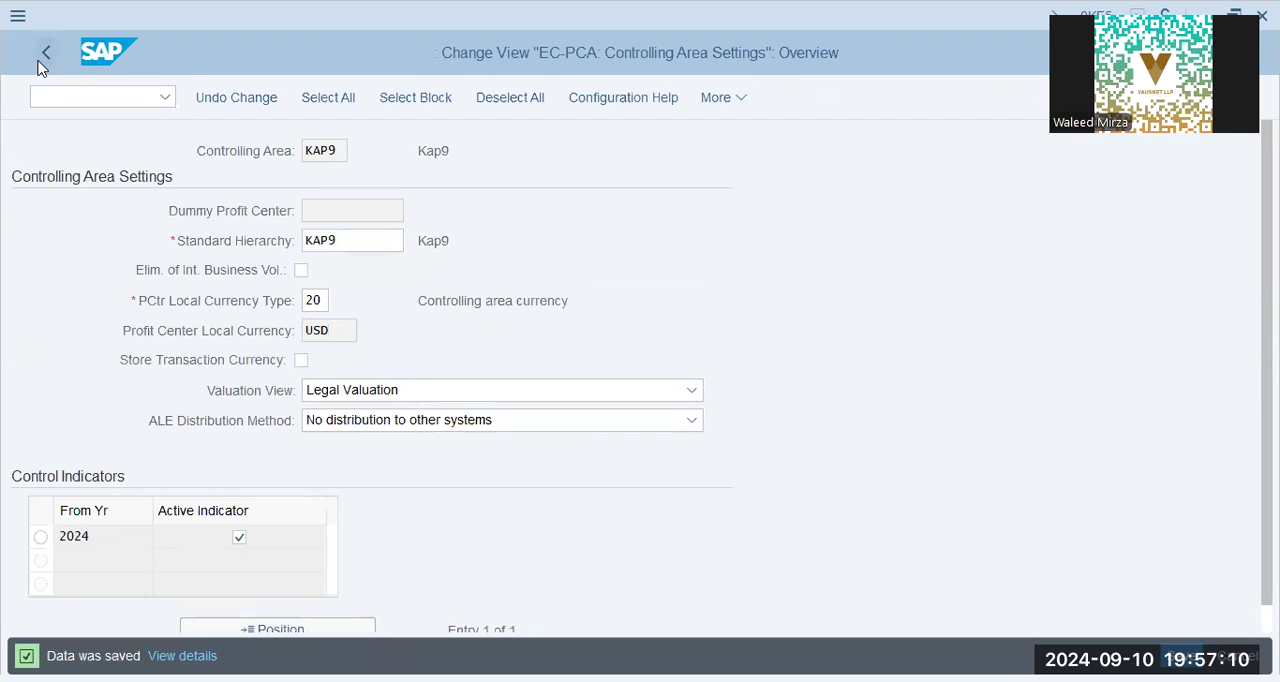 0KE5
SAP
: Change View "EC-PCA: Controlling Area Settings": Overview
Undo Change Select All Select Block Deselect All Configuration Help More
VAUSNET LLP
Waleed Mirza
Controlling Area: KAP9 Kap9
Controlling Area Settings
Dummy Profit Center:
*Standard Hierarchy: KAP9 Kap9
Elim. of Int. Business Vol.:
*PCtr Local Currency Type: 20 Controlling area currency
Profit Center Local Currency: USD
Store Transaction Currency:
Valuation View: Legal Valuation
ALE Distribution Method: No distribution to other systems
Control Indicators
From Yr Active Indicator
2024
Position Entry 1 of 1
Data was saved View details
2024-09-10 19:57:10